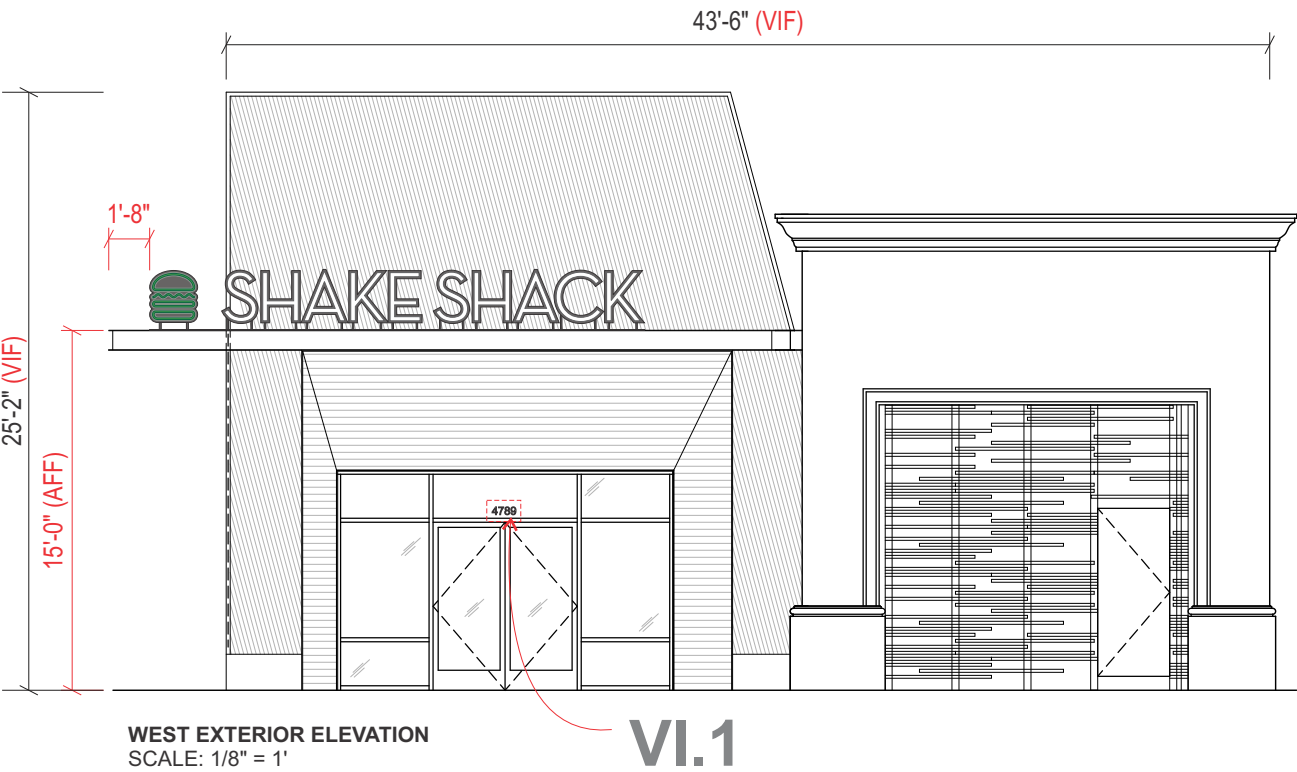 43'-6" (VIF)
1'-8"
SHAKE SHACK
25'-2" (VIF)
15'-0" (AFF)
4789
WEST EXTERIOR ELEVATION
SCALE: 1/8" = 1'
VI.1